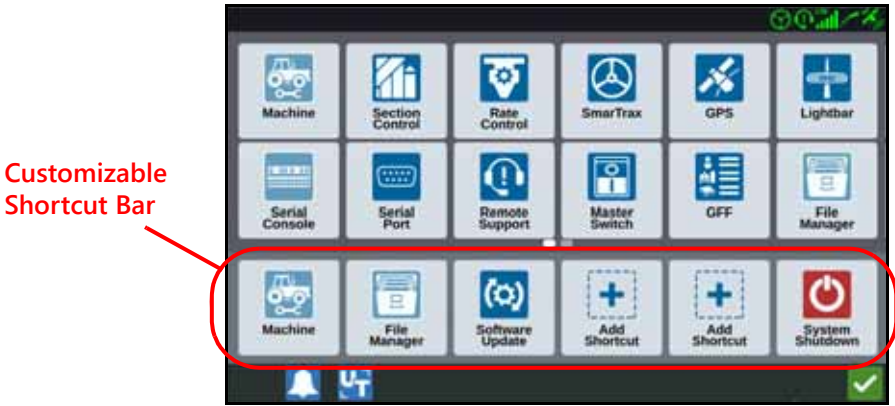 Customizable
Shortcut Bar
Machine
Section
Control
Rate
Control
SmarTrax
GPS
Lightbar
Serial
Console
Serial
Port
Remote
Support
Master
Switch
GFF
File
Manager
Machine
File
Manager
Software
Update
Add
Shortcut
Add
Shortcut
System
Shutdown
UT